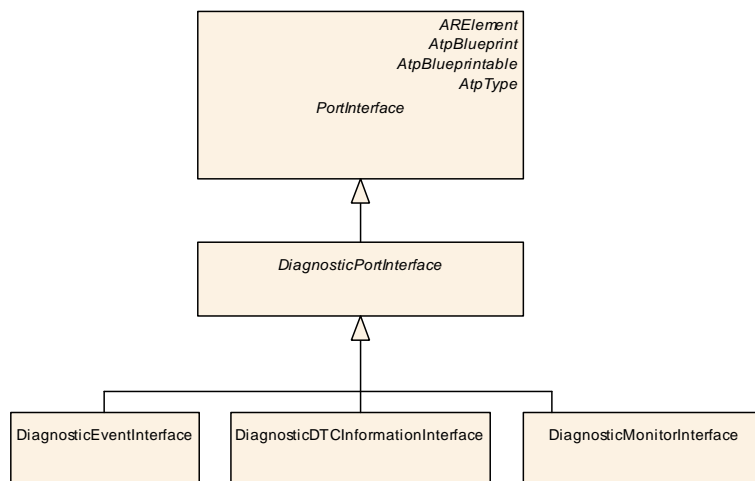 ARElement
AtpBlueprint
AtpBlueprintable
AtpType
PortInterface
DiagnosticPortInterface
DiagnosticEventInterface
DiagnosticDTCInformationInterface
DiagnosticMonitorInterface